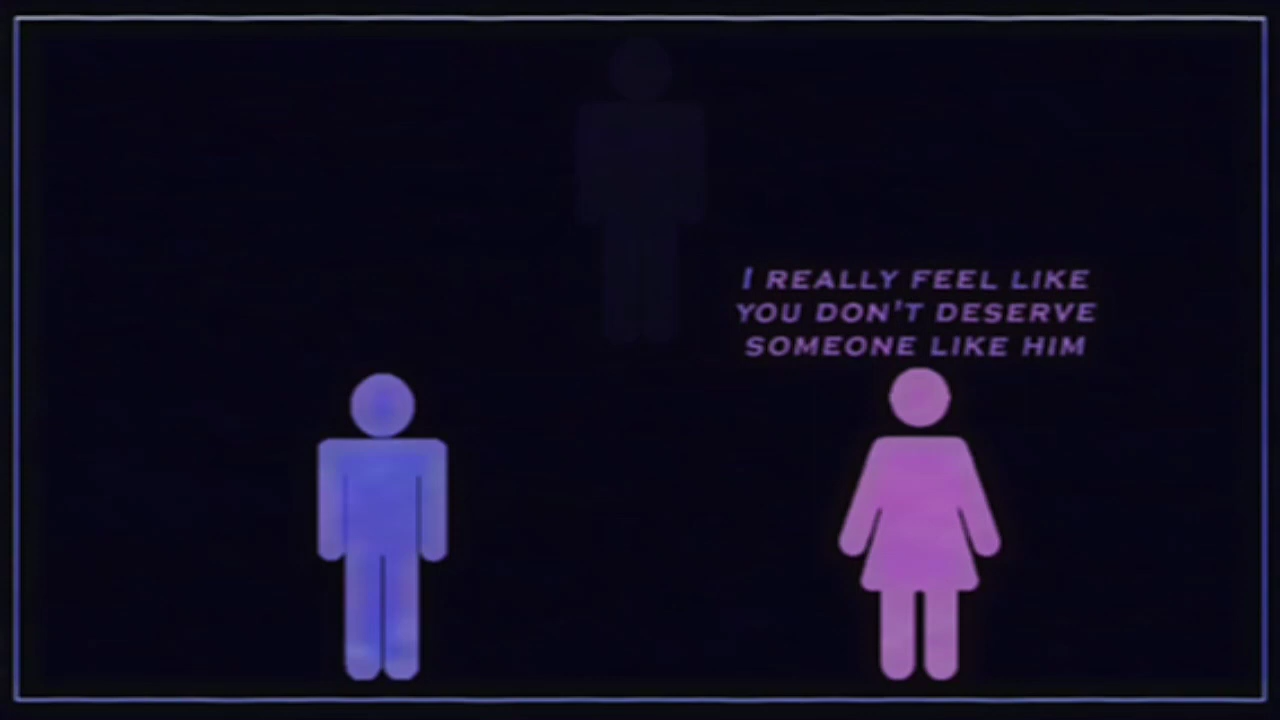 I REALLY FEEL LIKE
YOU DON'T DESERVE
SOMEONE LIKE HIM